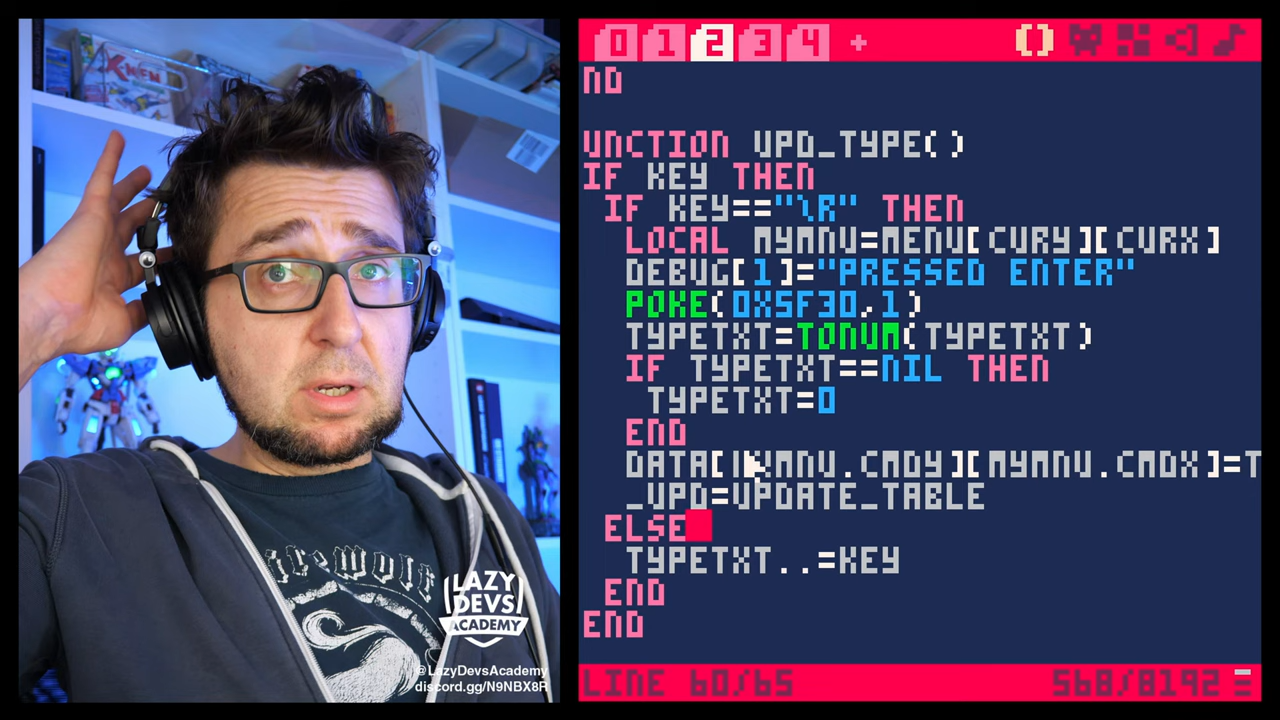 X-MEN
LAZY
DEVS
ACADEMY
@LazyDevsAcademy
discord.gg/N9NBX8R
0 1 2 3 4 +
ND
UNCTION UPD_TYPE()
IF KEY THEN
IF KEY=="\R" THEN
LOCAL MYMNU=MENU[CURY][CURX]
DEBUG[1]="PRESSED ENTER"
POKE(0X5F30,1)
TYPETXT=TONUM(TYPETXT)
IF TYPETXT==NIL THEN
TYPETXT=0
END
DATA[MYMNU.CMDY][MYMNU.CMDX]=T
_UPD=UPDATE_TABLE
ELSE
TYPETXT..=KEY
END
END
LINE 60/65
568/8192